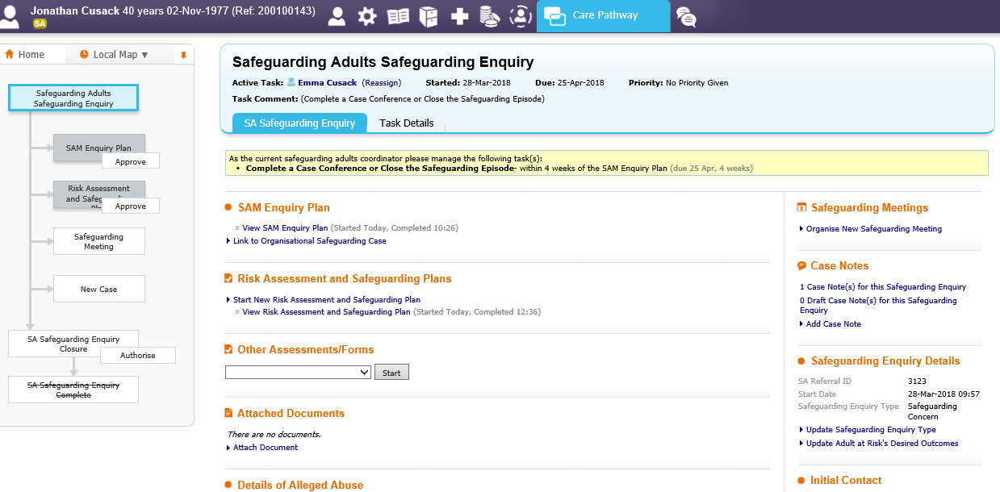 Jonathan Cusack 40 years 02-Nov-1977 (Ref: 200100143)
SA
Care Pathway
Home
Local Map ▼
Safeguarding Adults
Safeguarding Enquiry
SAM Enquiry Plan
Approve
Risk Assessment
and Safeg
Approve
Safeguarding
Meeting
New Case
SA Safeguarding Enquiry
Closure
Authorise
SA Safeguarding Enquiry
Complete
Safeguarding Adults Safeguarding Enquiry
Active Task: Emma Cusack (Reassign) Started: 28-Mar-2018 Due: 25-Apr-2018 Priority: No Priority Given
Task Comment: (Complete a Case Conference or Close the Safeguarding Episode)
SA Safeguarding Enquiry
Task Details
As the current safeguarding adults coordinator please manage the following task(s):
• Complete a Case Conference or Close the Safeguarding Episode- within 4 weeks of the SAM Enquiry Plan (due 25 Apr, 4 weeks)
SAM Enquiry Plan
View SAM Enquiry Plan (Started Today, Completed 10:26)
Link to Organisational Safeguarding Case
Risk Assessment and Safeguarding Plans
Start New Risk Assessment and Safeguarding Plan
View Risk Assessment and Safeguarding Plan (Started Today, Completed 12:36)
Other Assessments/Forms
Start
Attached Documents
There are no documents.
Attach Document
Details of Alleged Abuse
Safeguarding Meetings
Organise New Safeguarding Meeting
Case Notes
1 Case Note(s) for this Safeguarding Enquiry
0 Draft Case Note(s) for this Safeguarding
Enquiry
Add Case Note
Safeguarding Enquiry Details
SA Referral ID 3123
Start Date 28-Mar-2018 09:57
Safeguarding Enquiry Type Safeguarding
Concern
Update Safeguarding Enquiry Type
Update Adult at Risk's Desired Outcomes
Initial Contact